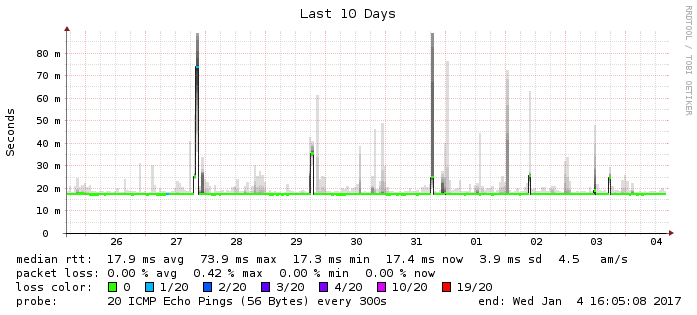 Last 10 Days
RRDTOOL / TOBI OETIKER
Seconds
80 m
70 m
60 m
50 m
40 m
30 m
20 m
10 m
0
26 27 28 29 30 31 01 02 03 04
median rtt: 17.9 ms avg 73.9 ms max 17.3 ms min 17.4 ms now 3.9 ms sd 4.5 am/s
packet loss: 0.00 % avg 0.42 % max 0.00 % min 0.00 % now
loss color: 0 1/20 2/20 3/20 4/20 10/20 19/20
probe: 20 ICMP Echo Pings (56 Bytes) every 300s end: Wed Jan 4 16:05:08 2017